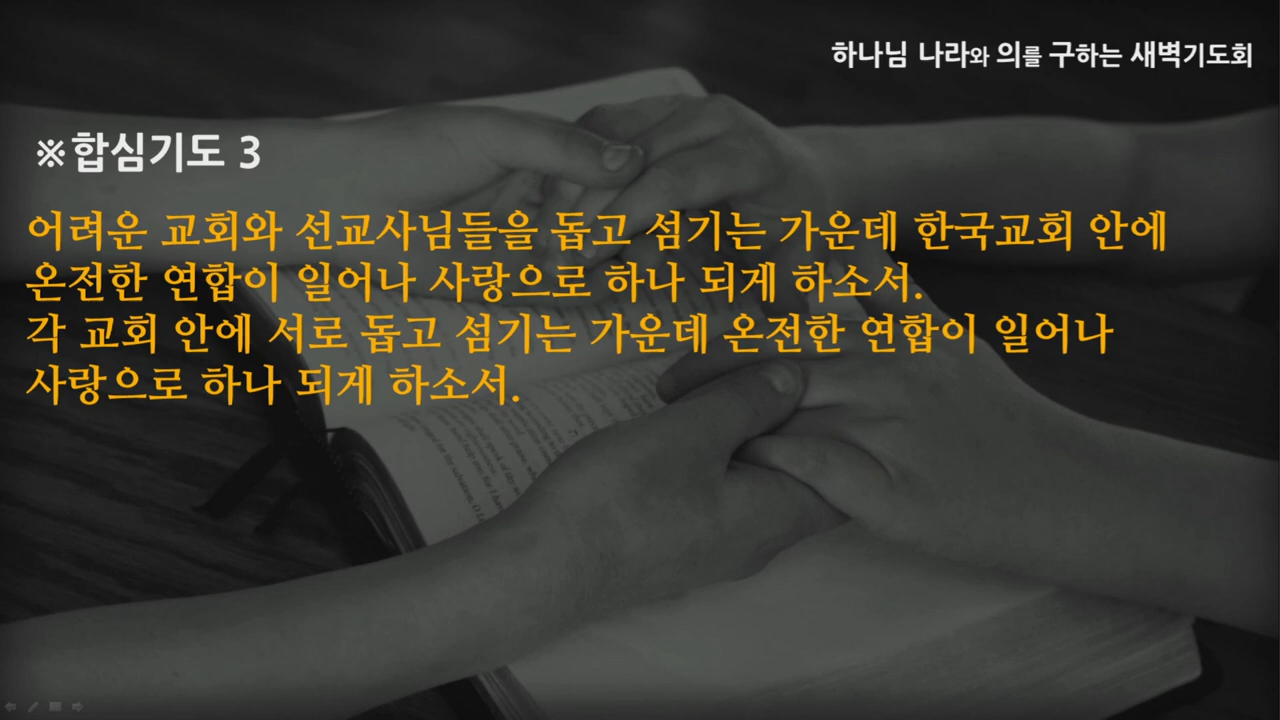 하나님 나라와 의를 구하는 새벽기도회
※합심기도 3
어려운 교회와 선교사님들을 돕고 섬기는 가운데 한국교회 안에
온전한 연합이 일어나 사랑으로 하나 되게 하소서.
각 교회 안에 서로 돕고 섬기는 가운데 온전한 연합이 일어나
사랑으로 하나 되게 하소서.